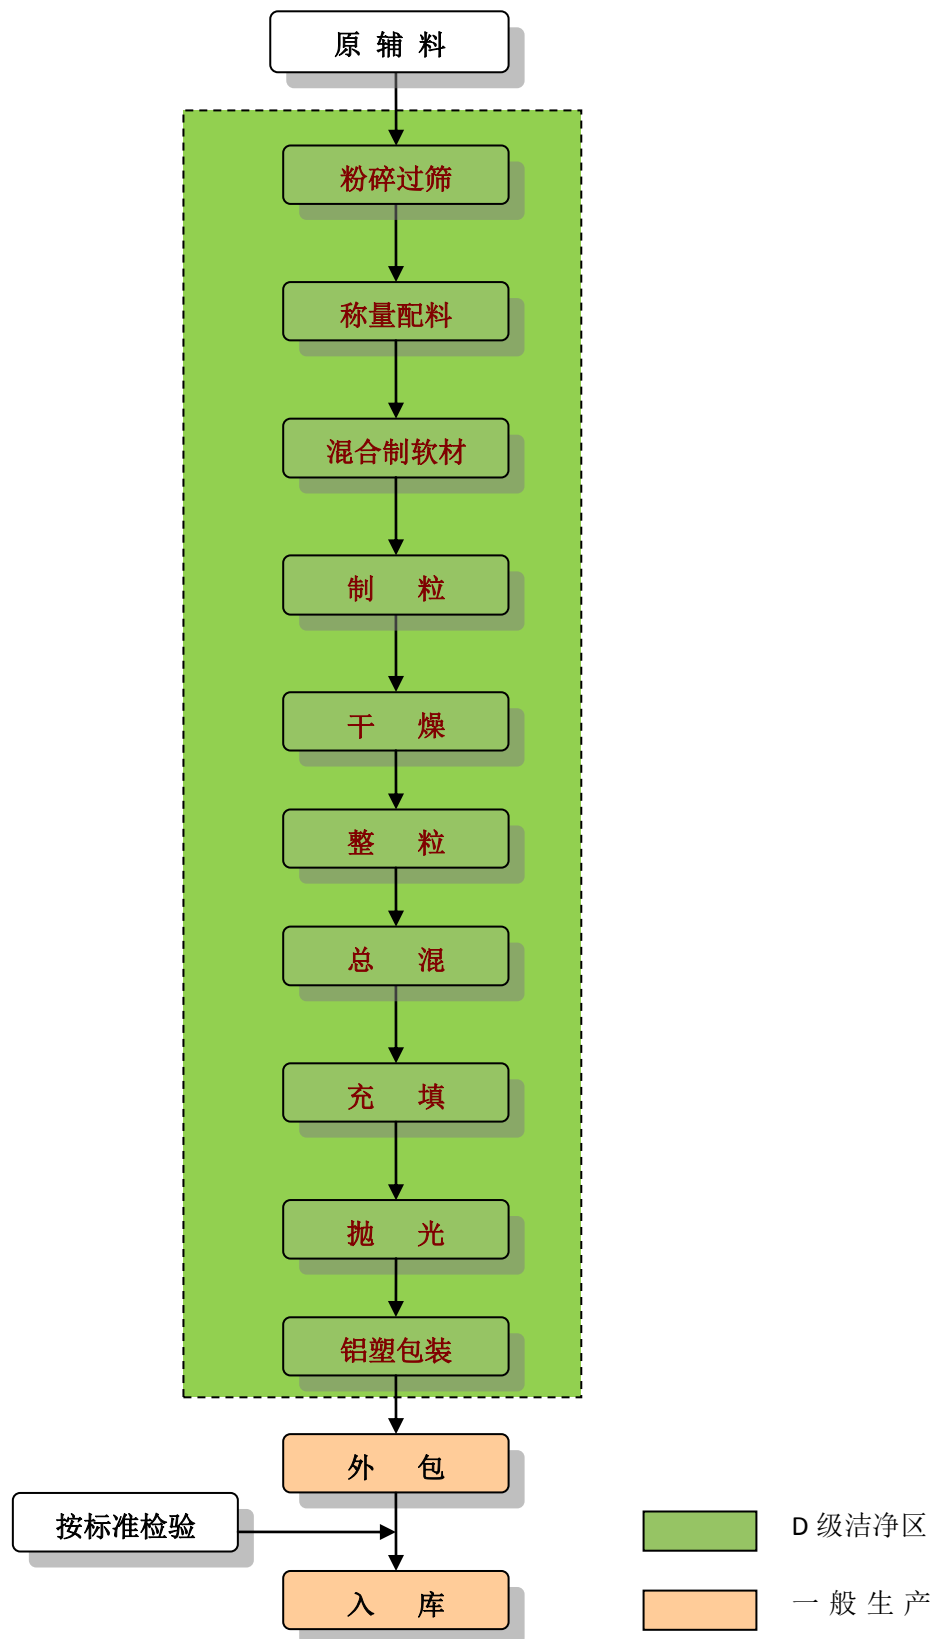 原 辅 料
粉碎过筛
称量配料
混合制软材
制 粒
干 燥
整 粒
总 混
充 填
抛 光
铝塑包装
外 包
按标准检验
D 级洁净区
入 库
一 般 生 产